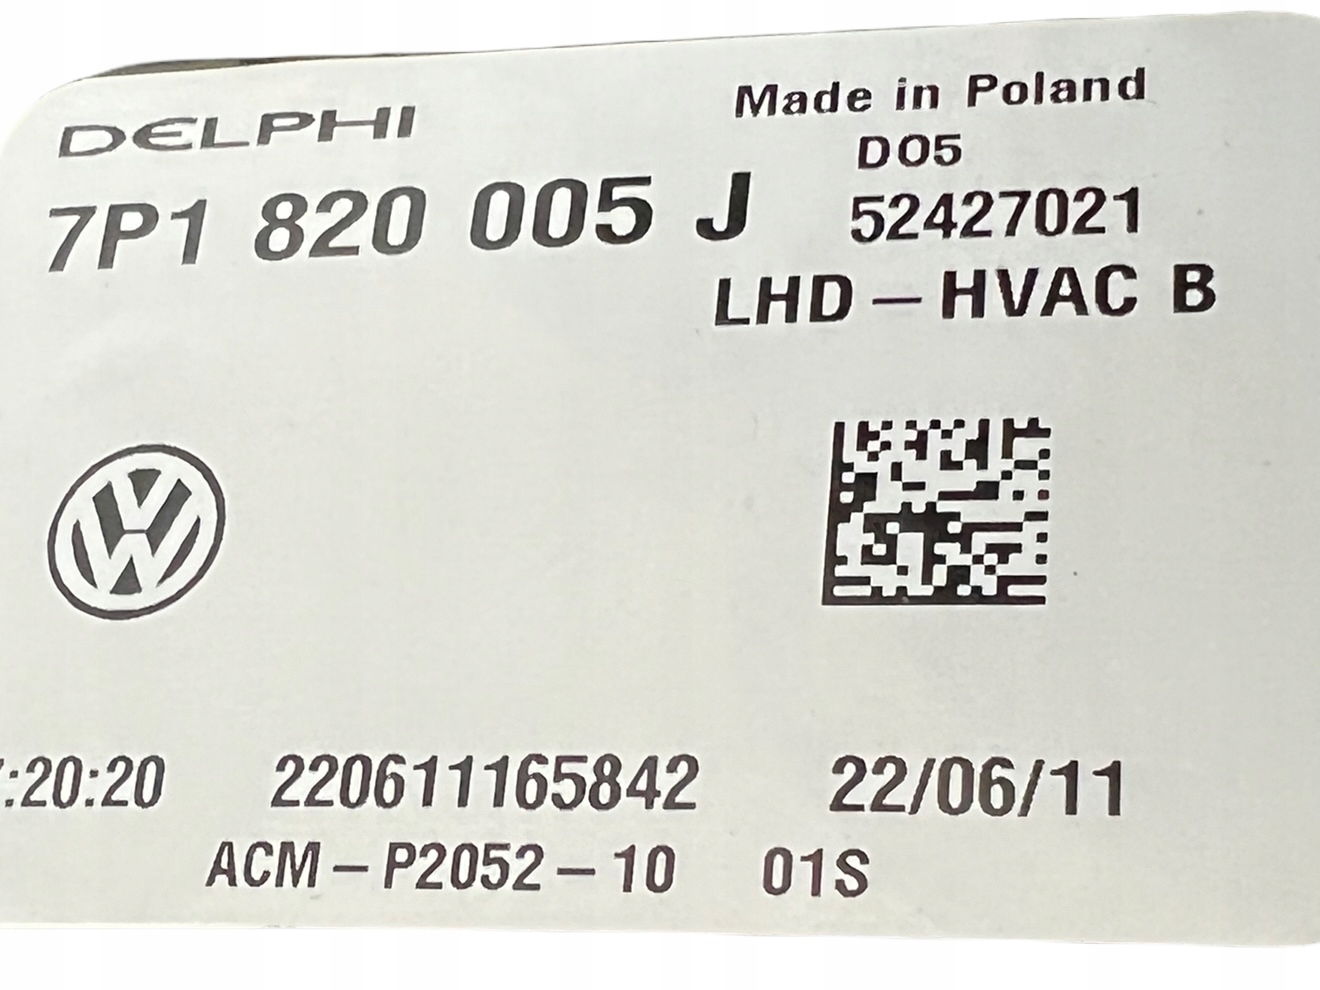 DELPHI
Made in Poland
D05
7P1 820 005 J
52427021
LHD – HVAC B
:20:20 220611165842 22/06/11
ACM – P2052 – 10 01S